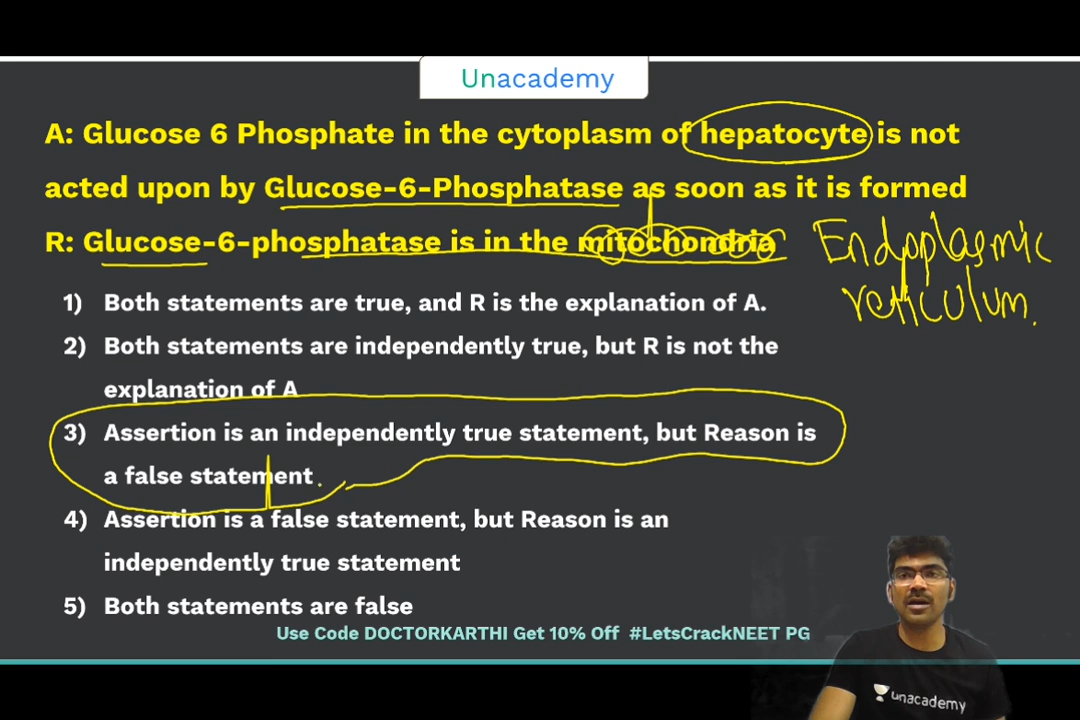 Unacademy
A: Glucose 6 Phosphate in the cytoplasm of hepatocyte is not
acted upon by Glucose-6-Phosphatase as soon as it is formed
R: Glucose-6-phosphatase is in the mitochondria
Endoplasmic
reticulum.
1) Both statements are true, and R is the explanation of A.
2) Both statements are independently true, but R is not the
explanation of A
3) Assertion is an independently true statement, but Reason is
a false statement.
4) Assertion is a false statement, but Reason is an
independently true statement
5) Both statements are false
Use Code DOCTORKARTHI Get 10% Off #LetsCrackNEET PG
unacademy